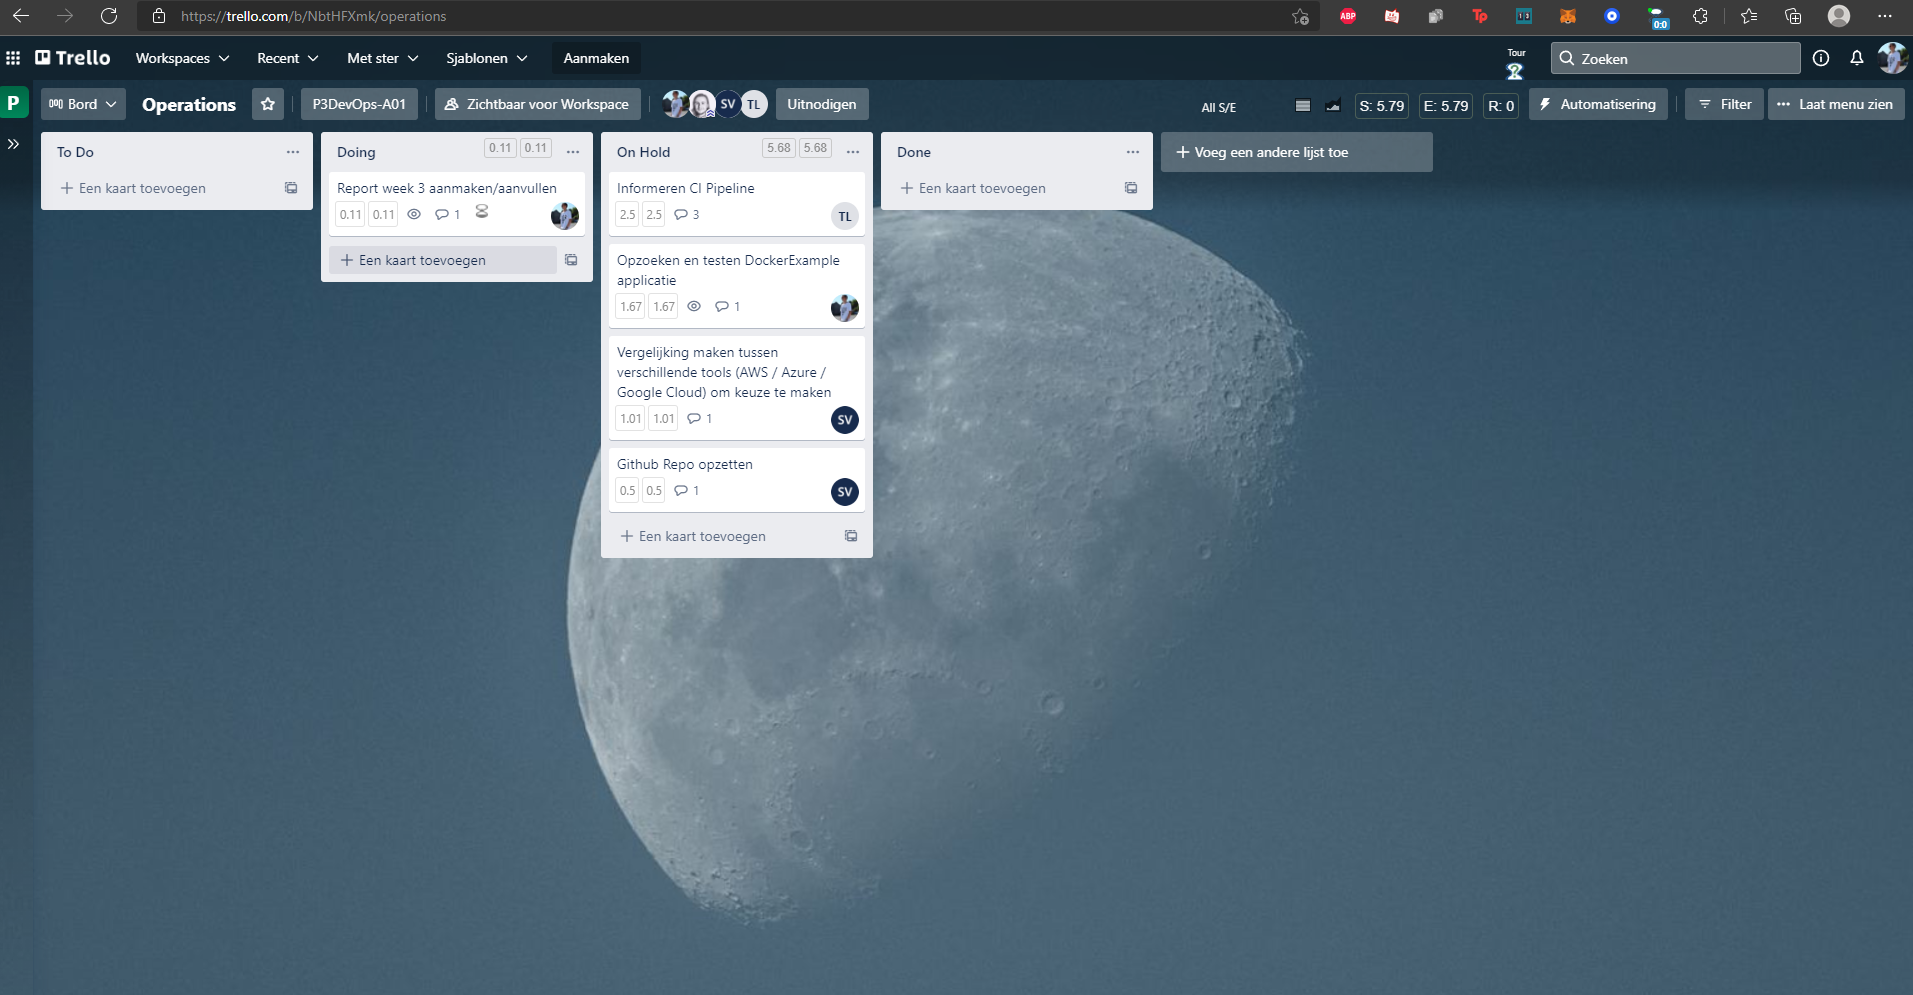 https://trello.com/b/NbtHFXmk/operations
ABP
Tp
0:0
Trello
Workspaces
Recent
Met ster
Sjablonen
Aanmaken
Tour
Zoeken
P
Bord
Operations
P3DevOps-A01
Zichtbaar voor Workspace
SV
TL
Uitnodigen
All S/E
S: 5.79
E: 5.79
R: 0
Automatisering
Filter
Laat menu zien
To Do
Een kaart toevoegen
Doing
0.11 0.11
Report week 3 aanmaken/aanvullen
0.11 0.11 1
Een kaart toevoegen
On Hold
5.68 5.68
Informeren CI Pipeline
2.5 2.5 3
TL
Opzoeken en testen DockerExample
applicatie
1.67 1.67 1
Vergelijking maken tussen
verschillende tools (AWS / Azure /
Google Cloud) om keuze te maken
1.01 1.01 1
SV
Github Repo opzetten
0.5 0.5 1
SV
Een kaart toevoegen
Done
Een kaart toevoegen
Voeg een andere lijst toe